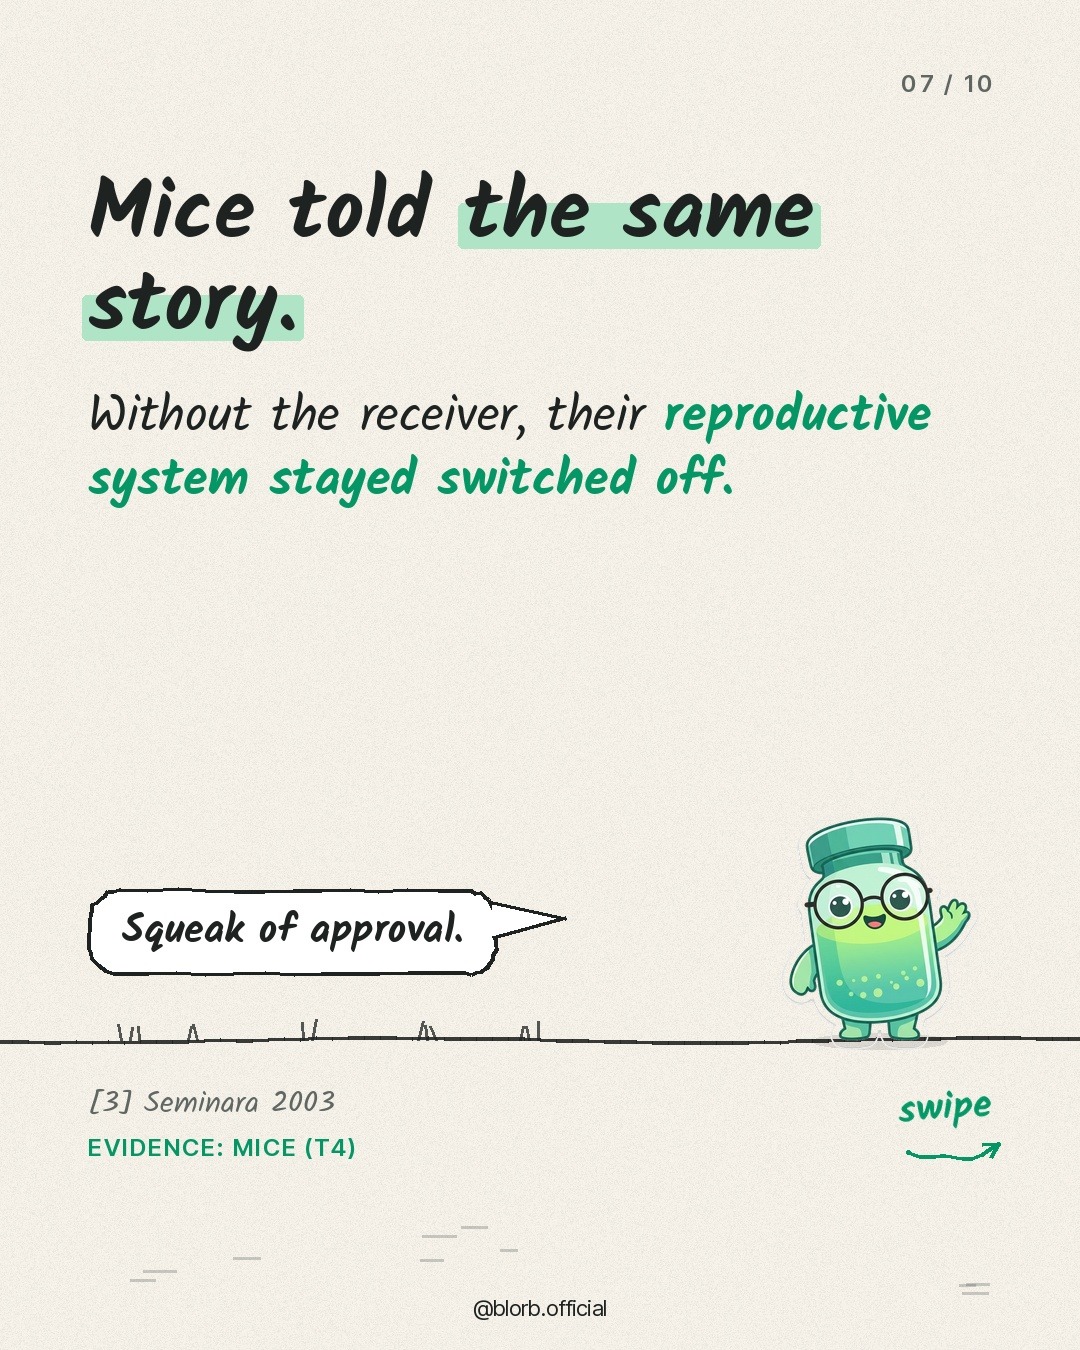 07 / 10
Mice told the same
story.
Without the receiver, their reproductive
system stayed switched off.
Squeak of approval.
[3] Seminara 2003
swipe
EVIDENCE: MICE (T4)
@blorb.official